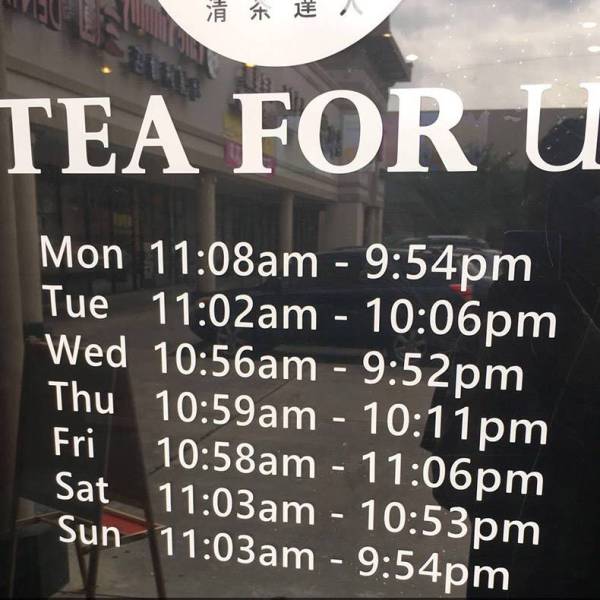 清茶達人
TEA FOR U
Mon 11:08am - 9:54pm
Tue 11:02am - 10:06pm
Wed 10:56am - 9:52pm
Thu 10:59am - 10:11pm
Fri 10:58am - 11:06pm
Sat 11:03am - 10:53pm
Sun 11:03am - 9:54pm